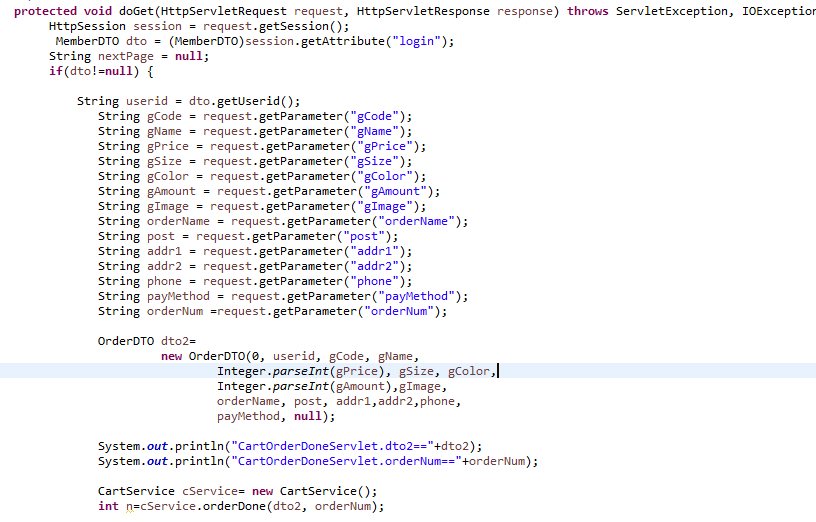 protected void doGet(HttpServletRequest request, HttpServletResponse response) throws ServletException, IOException
HttpSession session = request.getSession();
MemberDTO dto = (MemberDTO)session.getAttribute("login");
String nextPage = null;
if(dto!=null) {
String userid = dto.getUserid();
String gCode = request.getParameter("gCode");
String gName = request.getParameter("gName");
String gPrice = request.getParameter("gPrice");
String gSize = request.getParameter("gSize");
String gColor = request.getParameter("gColor");
String gAmount = request.getParameter("gAmount");
String gImage = request.getParameter("gImage");
String orderName = request.getParameter("orderName");
String post = request.getParameter("post");
String addr1 = request.getParameter("addr1");
String addr2 = request.getParameter("addr2");
String phone = request.getParameter("phone");
String payMethod = request.getParameter("payMethod");
String orderNum =request.getParameter("orderNum");
OrderDTO dto2=
new OrderDTO(0, userid, gCode, gName,
Integer.parseInt(gPrice), gSize, gColor,
Integer.parseInt(gAmount),gImage,
orderName, post, addr1,addr2,phone,
payMethod, null);
System.out.println("CartOrderDoneServlet.dto2=="+dto2);
System.out.println("CartOrderDoneServlet.orderNum=="+orderNum);
CartService cService= new CartService();
int n=cService.orderDone(dto2, orderNum);